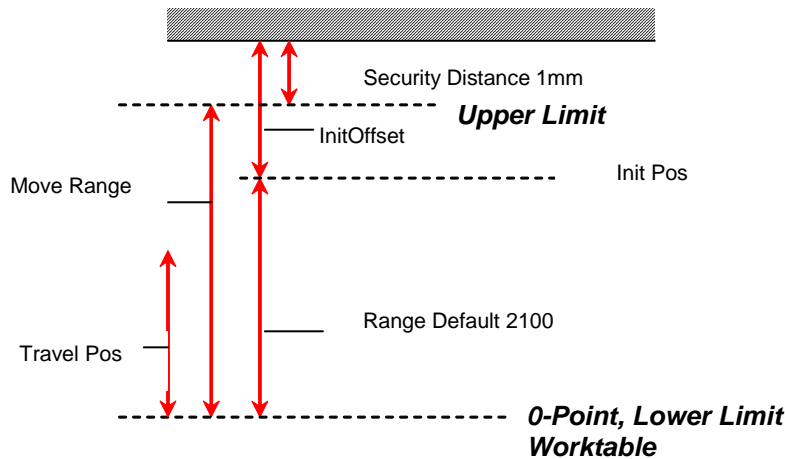 Security Distance 1mm
Upper Limit
InitOffset
Init Pos
Move Range
Range Default 2100
Travel Pos
0-Point, Lower Limit
Worktable